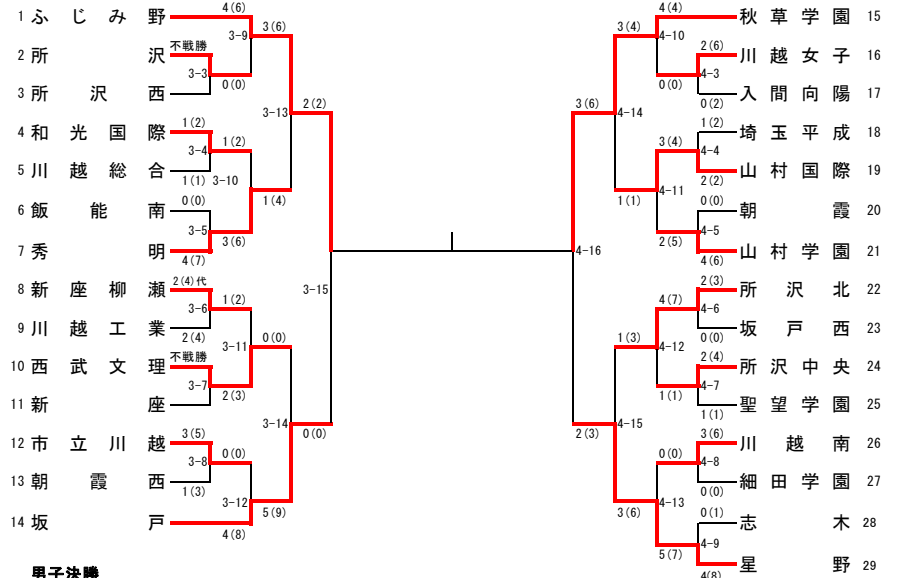 4(6)
4(4)
1 ふじみ野
秋草学園 15
3-9
3(6)
3(4)
4-10
不戦勝
2(6)
2 所沢
川越女子 16
3-3
4-3
0(0)
0(0)
3 所沢西
入間向陽 17
3-13
2(2)
3(6)
4-14
0(2)
1(2)
1(2)
4 和光国際
埼玉平成 18
3-4
1(2)
3(4)
4-4
5 川越総合
山村国際 19
1(1)
3-10
4-11
2(2)
0(0)
1(4)
1(1)
0(0)
6 飯能南
朝霞 20
3-5
3(6)
2(5)
4-5
7 秀明
山村学園 21
4(7)
4-16
4(6)
2(4)代
3-15
2(3)
8 新座柳瀬
所沢北 22
3-6
1(2)
4(7)
4-6
9 川越工業
坂戸西 23
2(4)
0(0)
1(3)
0(0)
3-11
4-12
不戦勝
2(4)
10 西武文理
所沢中央 24
3-7
2(3)
1(1)
4-7
11 新座
聖望学園 25
1(1)
3-14
0(0)
2(3)
4-15
3(5)
3(6)
12 市立川越
川越南 26
3-8
0(0)
0(0)
4-8
13 朝霞西
細田学園 27
1(3)
0(0)
3-12
4-13
5(9)
3(6)
0(1)
14 坂戸
志木 28
4(8)
4-9
5(7)
星野 29
4(8)
男子決勝